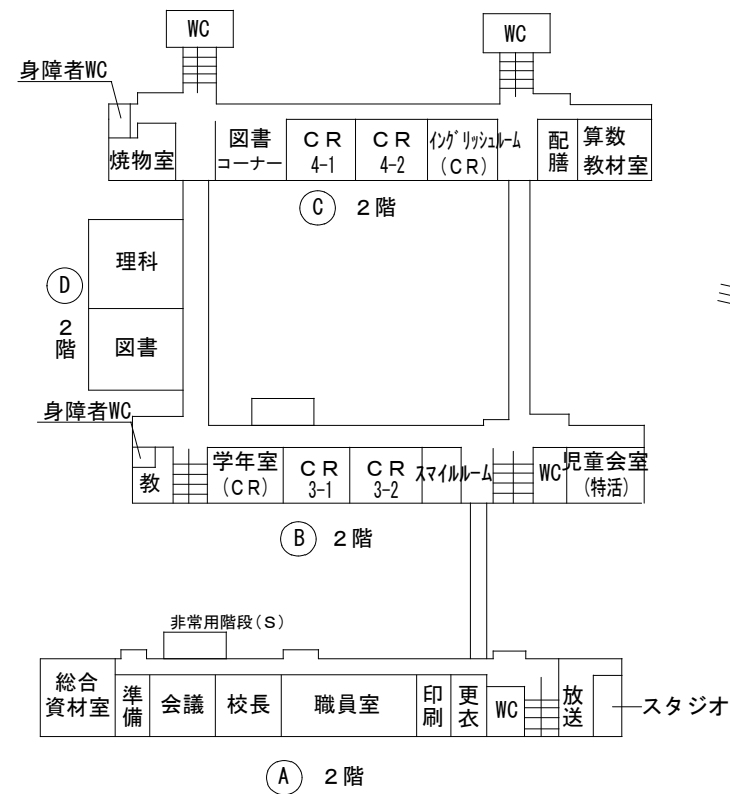 WC
WC
身障者WC
焼物室
図書
コーナー
ＣＲ
4-1
ＣＲ
4-2
ｲﾝｸﾞﾘｯｼｭﾙｰﾑ
(ＣＲ)
配
膳
算数
教材室
C ２階
理科
D
２
階
図書
身障者WC
教
学年室
(ＣＲ)
ＣＲ
3-1
ＣＲ
3-2
ｽﾏｲﾙﾙｰﾑ
WC
児童会室
(特活)
B ２階
非常用階段(Ｓ)
総合
資材室
準
備
会議
校長
職員室
印
刷
更
衣
WC
放
送
スタジオ
A ２階